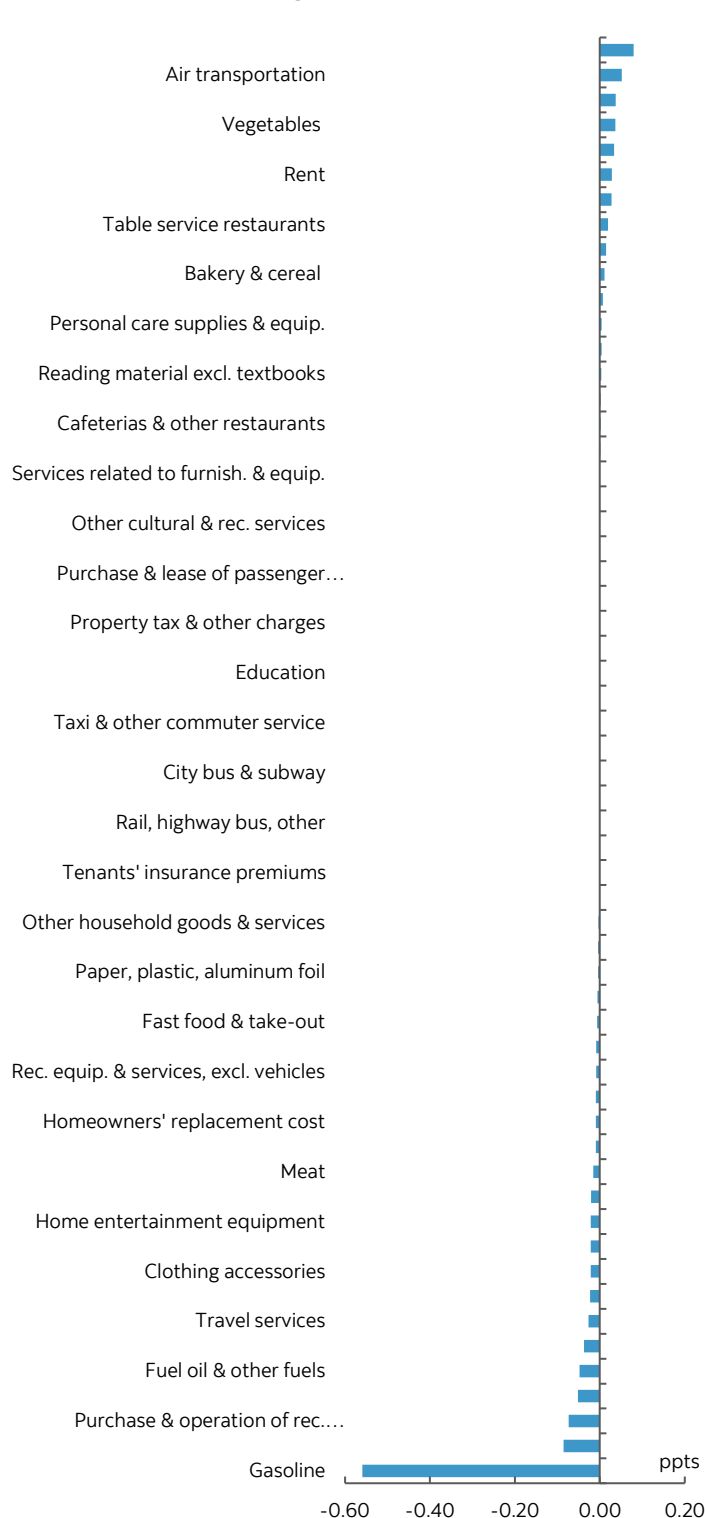 Air transportation
Vegetables
Rent
Table service restaurants
Bakery & cereal
Personal care supplies & equip.
Reading material excl. textbooks
Cafeterias & other restaurants
Services related to furnish. & equip.
Other cultural & rec. services
Purchase & lease of passenger…
Property tax & other charges
Education
Taxi & other commuter service
City bus & subway
Rail, highway bus, other
Tenants' insurance premiums
Other household goods & services
Paper, plastic, aluminum foil
Fast food & take-out
Rec. equip. & services, excl. vehicles
Homeowners' replacement cost
Meat
Home entertainment equipment
Clothing accessories
Travel services
Fuel oil & other fuels
Purchase & operation of rec.…
ppts
Gasoline
-0.60 -0.40 -0.20 0.00 0.20